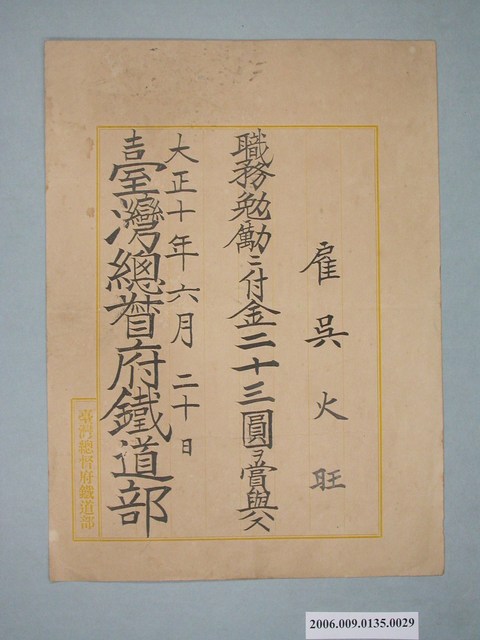 雇 吳火旺
職務勉勵ニ付金二十三圓ヲ賞與ス
大正十年六月二十日
臺灣總督府鐵道部
臺灣總督府鐵道部
2006.009.0135.0029